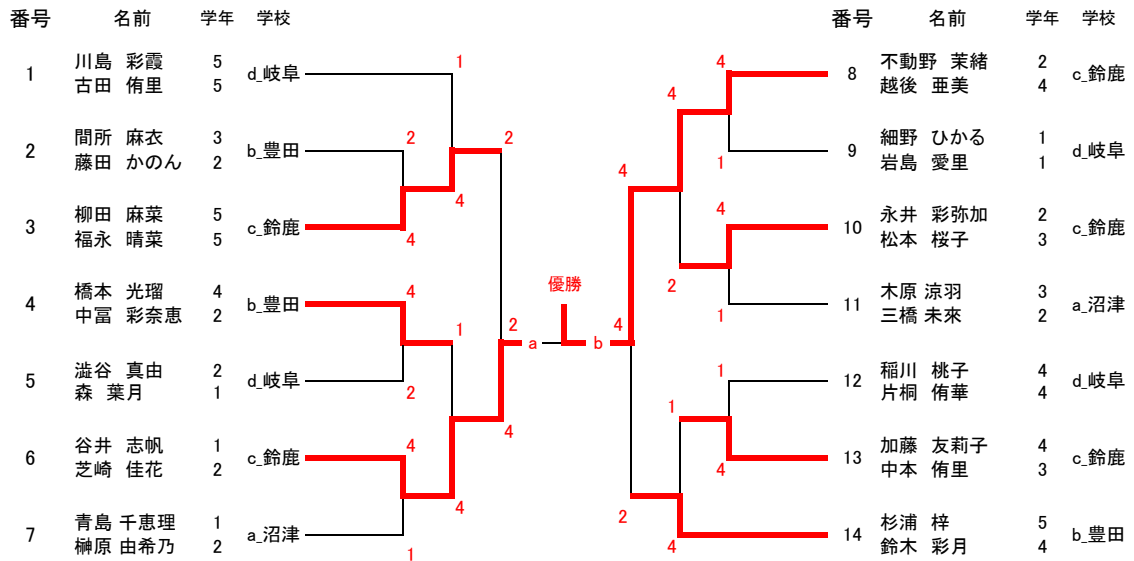 番号 名前 学年 学校
1 川島 彩霞 5 d_岐阜
古田 侑里 5
2 間所 麻衣 3 b_豊田
藤田 かのん 2
3 柳田 麻菜 5 c_鈴鹿
福永 晴菜 5
4 橋本 光瑠 4 b_豊田
中冨 彩奈恵 2
5 澁谷 真由 2 d_岐阜
森 葉月 1
6 谷井 志帆 1 c_鈴鹿
芝崎 佳花 2
7 青島 千恵理 1 a_沼津
榊原 由希乃 2
1
2
4
4
2
4
2
4
1
1
4
2
4
優勝
2
a
b
4
4
2
4
2
1
4
4
1
4
1
1
4
番号 名前 学年 学校
8 不動野 茉緒 2 c_鈴鹿
越後 亜美 4
9 細野 ひかる 1 d_岐阜
岩島 愛里 1
10 永井 彩弥加 2 c_鈴鹿
松本 桜子 3
11 木原 涼羽 3 a_沼津
三橋 未來 2
12 稲川 桃子 4 d_岐阜
片桐 侑華 4
13 加藤 友莉子 4 c_鈴鹿
中本 侑里 3
14 杉浦 梓 5 b_豊田
鈴木 彩月 4